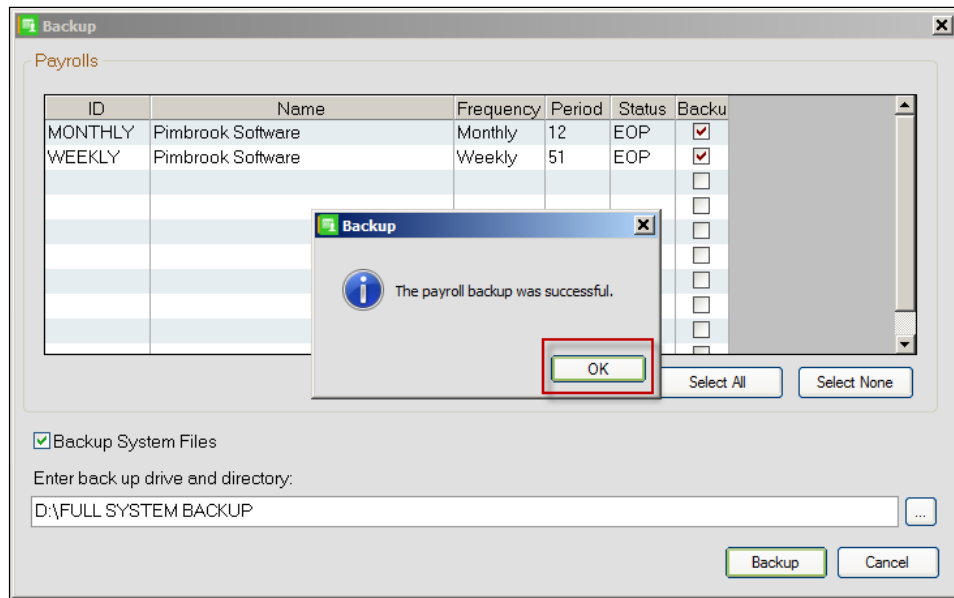 Backup
Payrolls
ID Name Frequency Period Status Backu
MONTHLY Pimbrook Software Monthly 12 EOP
WEEKLY Pimbrook Software Weekly 51 EOP
Backup
The payroll backup was successful.
OK
Select All Select None
Backup System Files
Enter back up drive and directory:
D:\FULL SYSTEM BACKUP ...
Backup Cancel